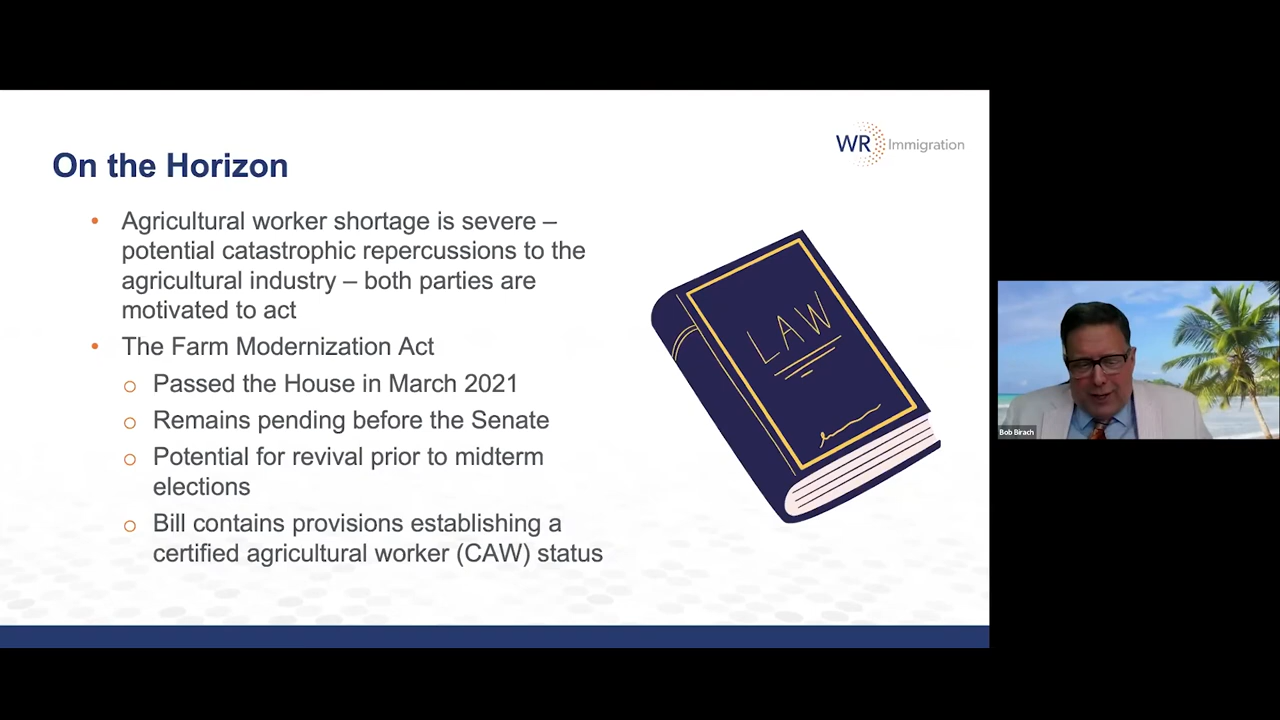 WR Immigration
On the Horizon
• Agricultural worker shortage is severe –
potential catastrophic repercussions to the
agricultural industry – both parties are
motivated to act
• The Farm Modernization Act
o Passed the House in March 2021
o Remains pending before the Senate
o Potential for revival prior to midterm
elections
o Bill contains provisions establishing a
certified agricultural worker (CAW) status
LAW
Bob Birach